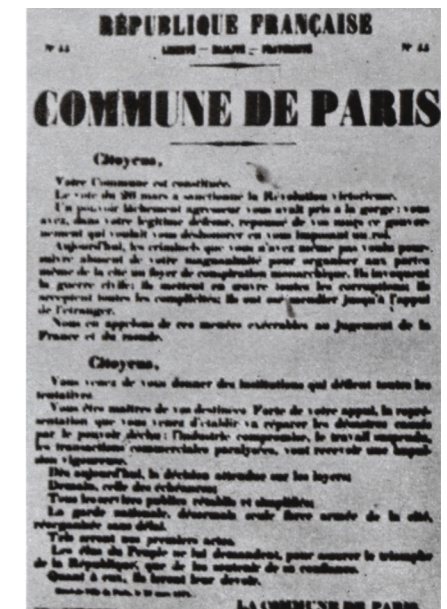 RÉPUBLIQUE FRANÇAISE
N° 44 LIBERTÉ — ÉGALITÉ — FRATERNITÉ N° 44
COMMUNE DE PARIS
Citoyens,
Votre Commune est constituée.
Le vote du 26 mars a sanctionné la Révolution victorieuse.
Un pouvoir lâchement agresseur vous avait pris à la gorge : vous
avez, dans votre légitime défense, repoussé de vos murs ce gouver-
nement qui voulait vous déshonorer en vous imposant un roi.
Aujourd'hui, les criminels que vous n'avez même pas voulu pour-
suivre abusent de votre magnanimité pour organiser aux portes
même de la cité un foyer de conspiration monarchique. Ils invoquent
la guerre civile; ils mettent en œuvre toutes les corruptions, ils
acceptent toutes les complicités; ils ont osé mendier jusqu'à l'appui
de l'étranger.
Nous en appelons de ces menées exécrables au jugement de la
France et du monde.
Citoyens,
Vous venez de vous donner des institutions qui défient toutes les
tentatives.
Vous êtes maîtres de vos destinées. Forte de votre appui, la repré-
sentation que vous venez d'établir va réparer les désastres causés
par le pouvoir déchu : l'industrie compromise, le travail suspendu,
les transactions commerciales paralysées, vont recevoir une impul-
sion vigoureuse.
Dès aujourd'hui, la décision attendue sur les loyers;
Demain, celle des échéances;
Tous les services publics rétablis et simplifiés;
La garde nationale, désormais seule force armée de la cité,
réorganisée sans délai.
Tels seront nos premiers actes.
Les élus du Peuple ne lui demandent, pour assurer le triomphe
de la République, que de les soutenir de sa confiance.
Quant à eux, ils feront leur devoir.
Hôtel-de-Ville de Paris, le 29 mars 1871.
LA COMMUNE DE PARIS